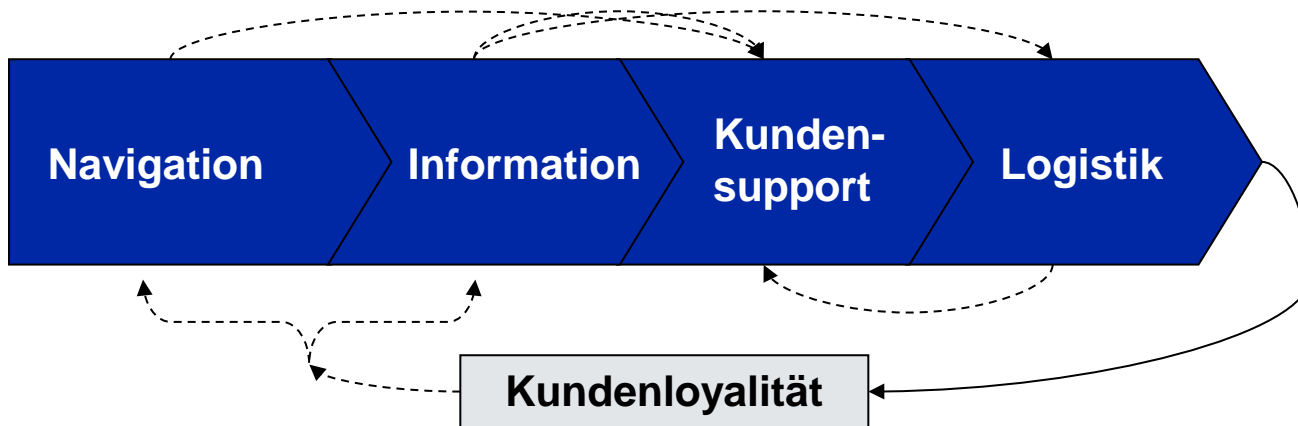 Navigation
Information
Kunden-
support
Logistik
Kundenloyalität